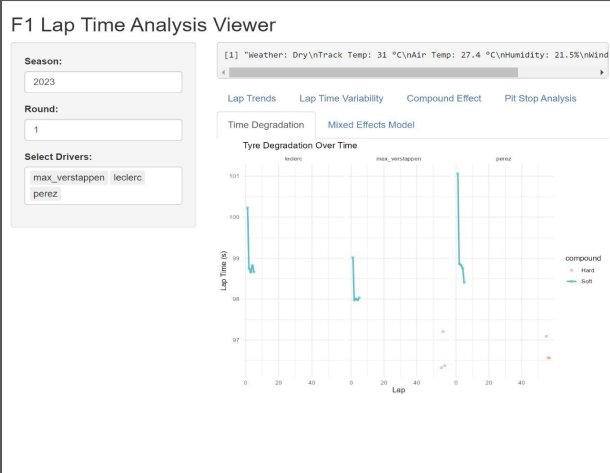 F1 Lap Time Analysis Viewer
Season:
2023
Round:
1
Select Drivers:
max_verstappen leclerc
perez
[1] "Weather: Dry\nTrack Temp: 31 °C\nAir Temp: 27.4 °C\nHumidity: 21.5%\nWind
Lap Trends Lap Time Variability Compound Effect Pit Stop Analysis
Time Degradation Mixed Effects Model
Tyre Degradation Over Time
leclerc max_verstappen perez
101
100
99
98
97
Lap Time (s)
compound
Hard
Soft
0 20 40 0 20 40 0 20 40
Lap